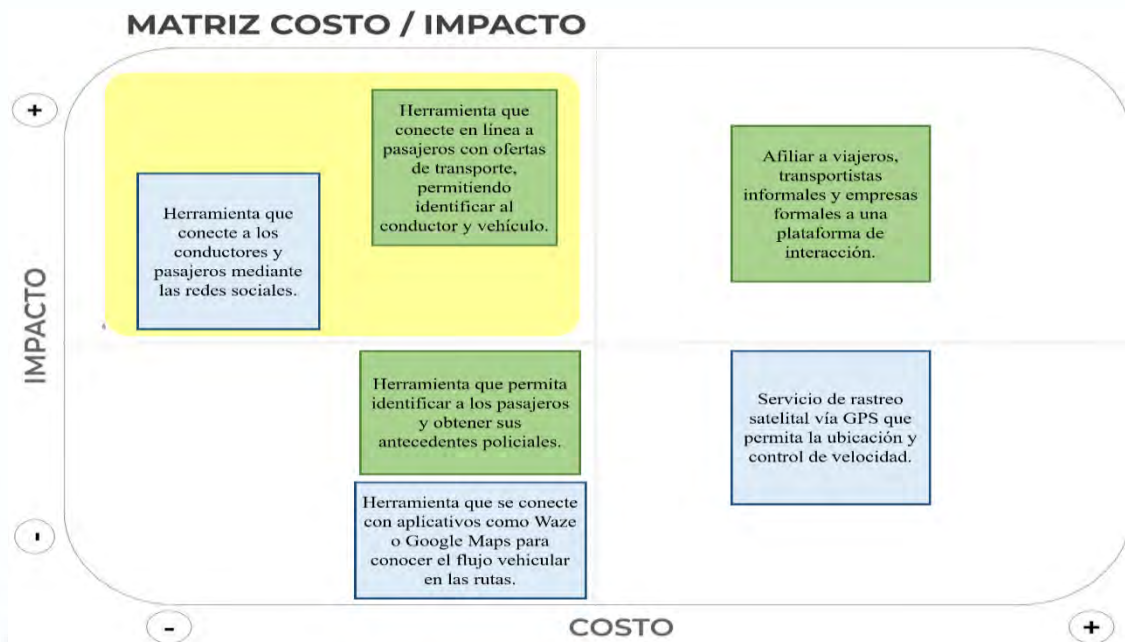 MATRIZ COSTO / IMPACTO
+
Herramienta que
conecte en línea a
pasajeros con ofertas
de transporte,
permitiendo
identificar al
conductor y vehículo.
Afiliar a viajeros,
transportistas
informales y empresas
formales a una
plataforma de
interacción.
Herramienta que
conecte a los
conductores y
pasajeros mediante
las redes sociales.
IMPACTO
Herramienta que permita
identificar a los pasajeros
y obtener sus
antecedentes policiales.
Servicio de rastreo
satelital vía GPS que
permita la ubicación y
control de velocidad.
Herramienta que se conecte
con aplicativos como Waze
o Google Maps para
conocer el flujo vehicular
en las rutas.
-
-
COSTO
+